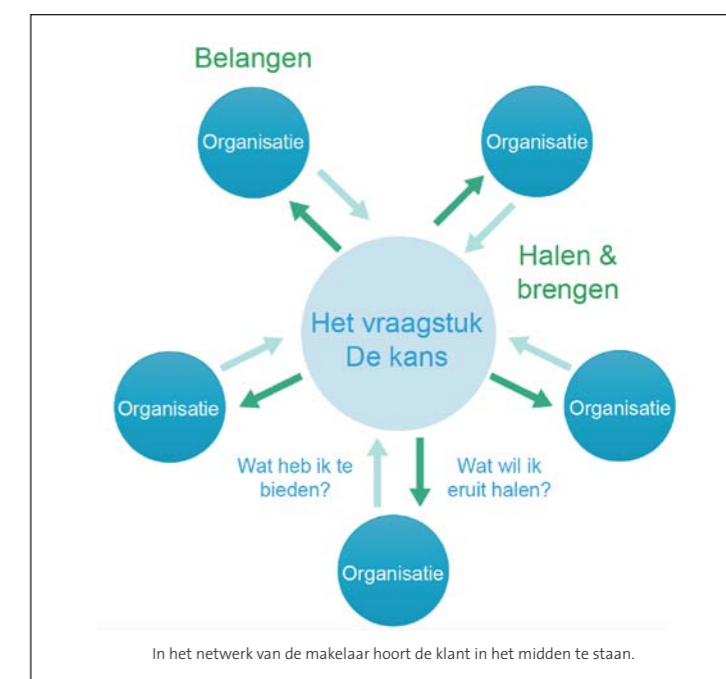 Belangen
Organisatie
Organisatie
Halen &
brengen
Het vraagstuk
De kans
Organisatie
Organisatie
Wat heb ik te
bieden?
Wat wil ik
eruit halen?
Organisatie
In het netwerk van de makelaar hoort de klant in het midden te staan.